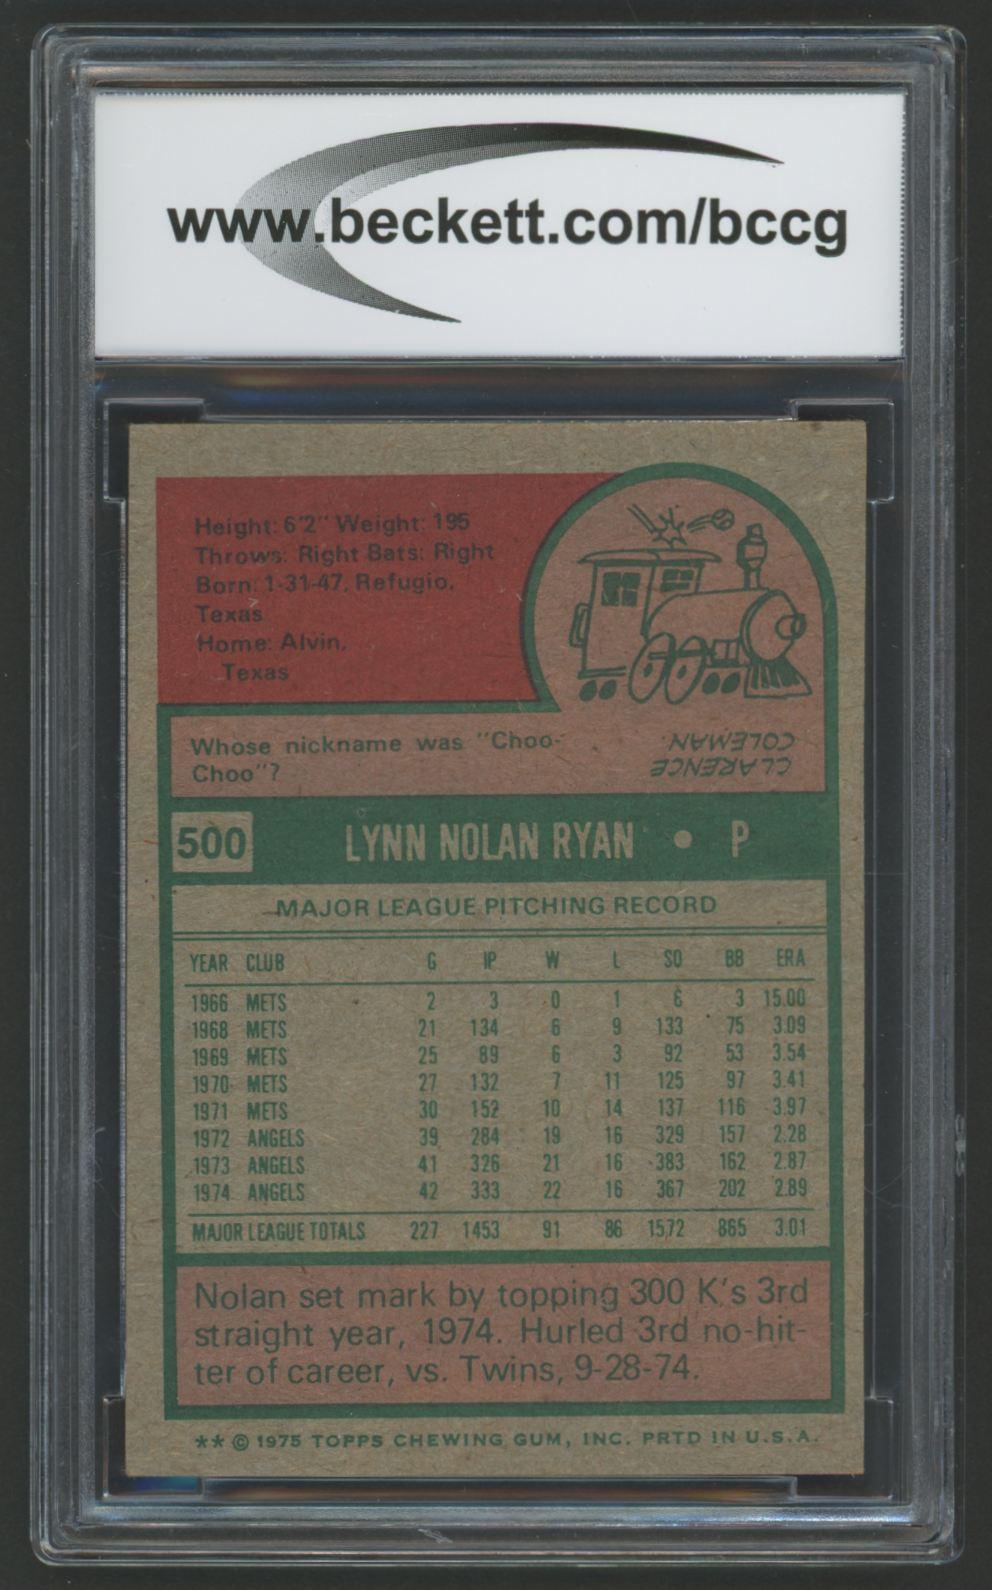 www.beckett.com/bccg
Height: 6'2" Weight: 195
Throws: Right Bats: Right
Born: 1-31-47, Refugio,
Texas
Home: Alvin,
Texas
Whose nickname was "Choo-
Choo"?
CLARENCE
COLEMAN.
500 LYNN NOLAN RYAN • P
MAJOR LEAGUE PITCHING RECORD
YEAR CLUB G IP W L SO BB ERA
1966 METS 2 3 0 1 6 3 15.00
1968 METS 21 134 6 9 133 75 3.09
1969 METS 25 89 6 3 92 53 3.54
1970 METS 27 132 7 11 125 97 3.41
1971 METS 30 152 10 14 137 116 3.97
1972 ANGELS 39 284 19 16 329 157 2.28
1973 ANGELS 41 326 21 16 383 162 2.87
1974 ANGELS 42 333 22 16 367 202 2.89
MAJOR LEAGUE TOTALS 227 1453 91 86 1572 865 3.01
Nolan set mark by topping 300 K's 3rd
straight year, 1974. Hurled 3rd no-hit-
ter of career, vs. Twins, 9-28-74.
** © 1975 TOPPS CHEWING GUM, INC. PRTD IN U.S.A.